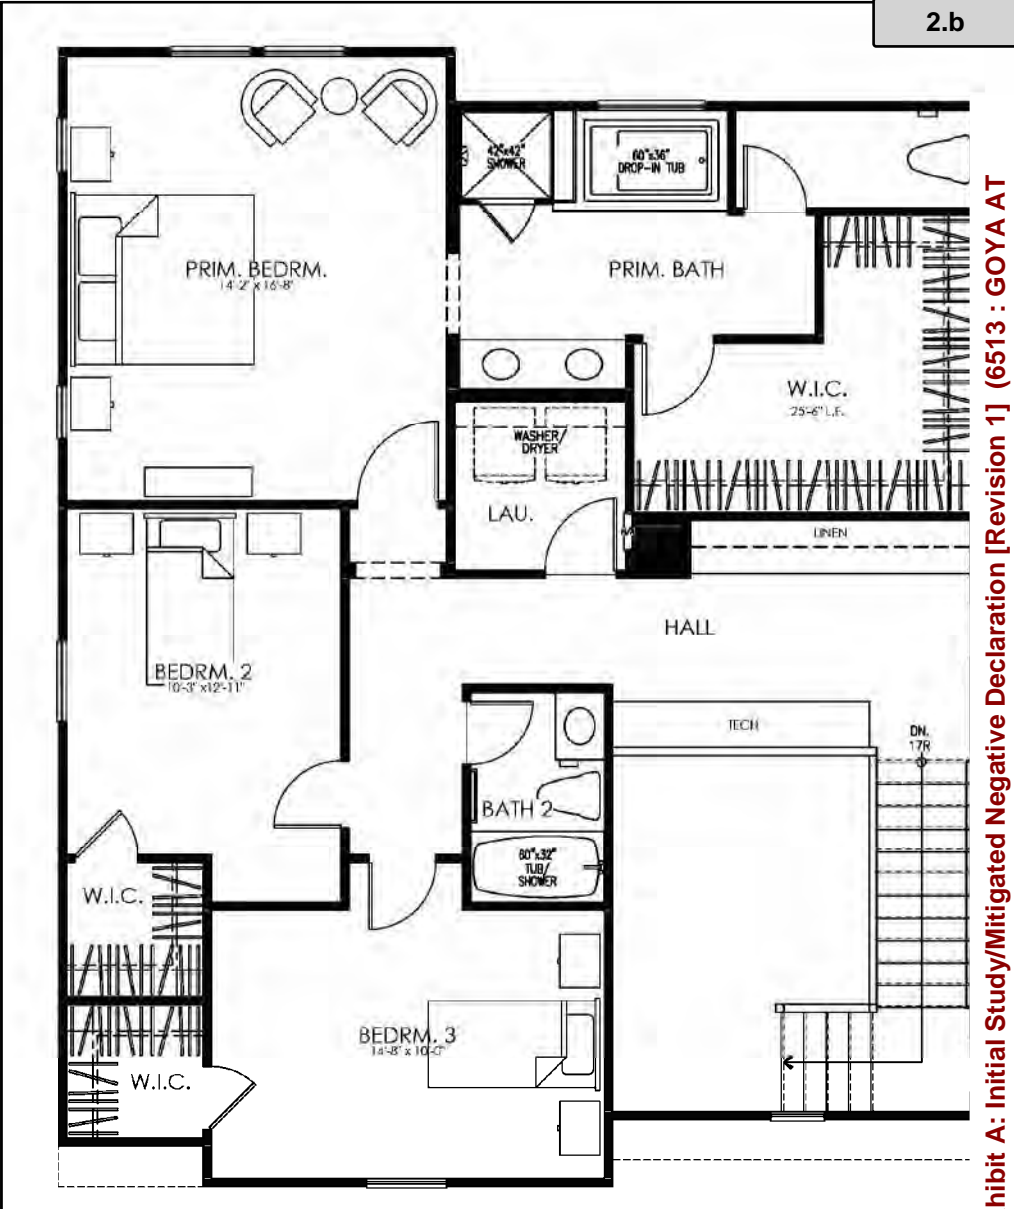 2.b
42"x42"
SHOWER
60"x36"
DROP-IN TUB
PRIM. BEDRM.
14'-2" x 16'-8"
PRIM. BATH
W.I.C.
25'-6" L.F.
WASHER/
DRYER
LAU.
LINEN
HALL
BEDRM. 2
10'-3" x12'-11"
TECH
DN.
17R
BATH 2
60"x32"
TUB/
SHOWER
W.I.C.
BEDRM. 3
14'-8" x 10'-0"
W.I.C.
hibit A: Initial Study/Mitigated Negative Declaration [Revision 1] (6513 : GOYA AT